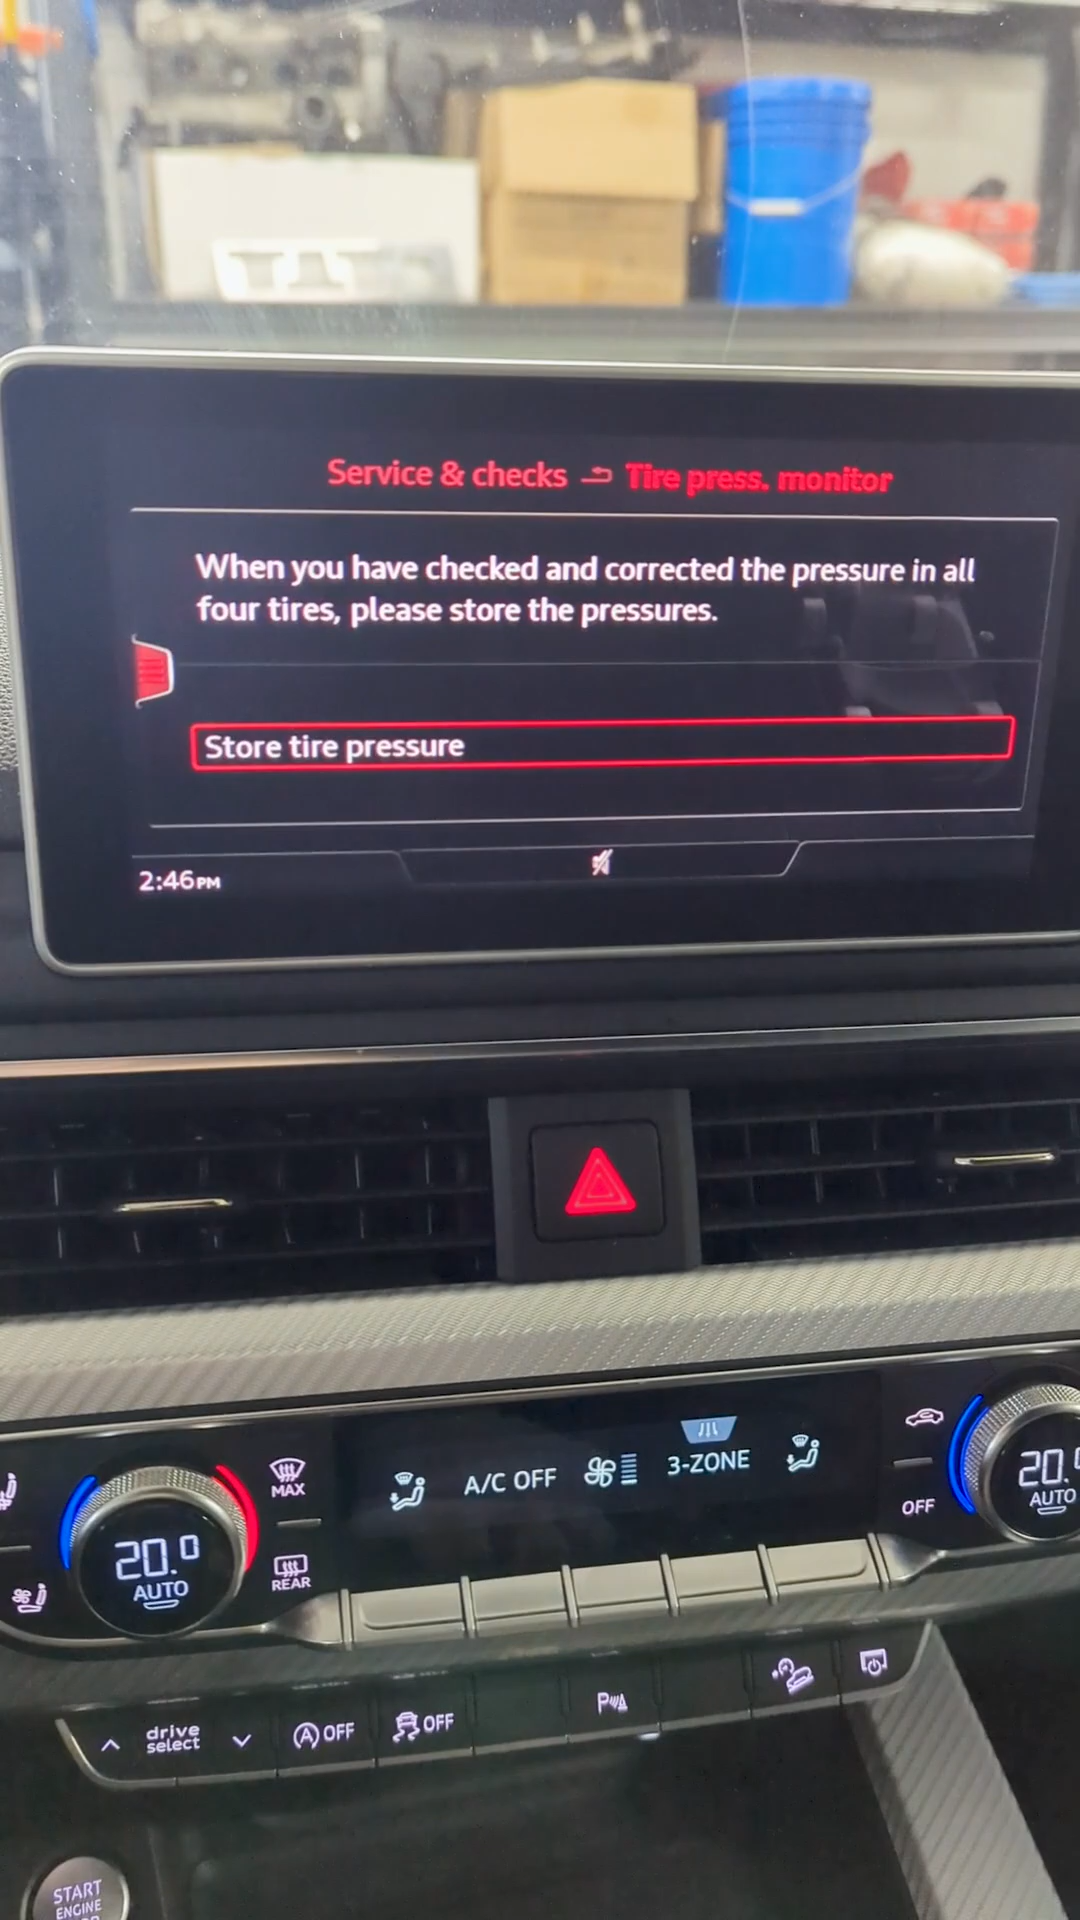 Service & checks Tire press. monitor
When you have checked and corrected the pressure in all
four tires, please store the pressures.
Store tire pressure
2:46PM
MAX
A/C OFF
3-ZONE
OFF
20.0
AUTO
REAR
20.
AUTO
drive
select
A OFF
OFF
P
START
ENGINE